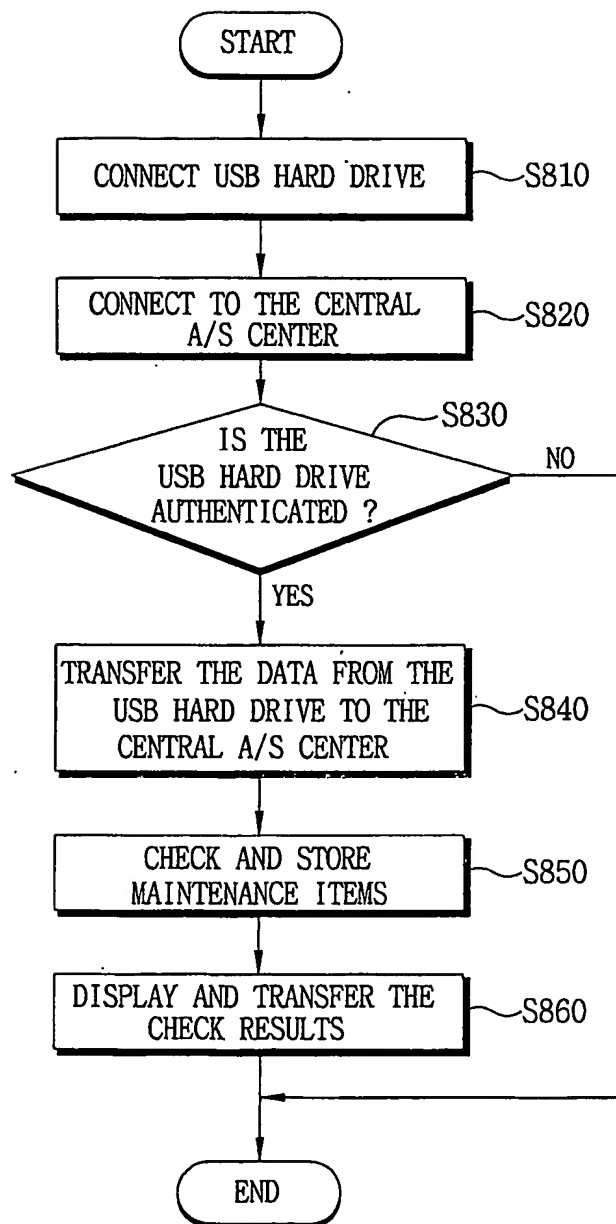 START
CONNECT USB HARD DRIVE
S810
CONNECT TO THE CENTRAL
A/S CENTER
S820
S830
IS THE
USB HARD DRIVE
AUTHENTICATED ?
NO
YES
TRANSFER THE DATA FROM THE
USB HARD DRIVE TO THE
CENTRAL A/S CENTER
S840
CHECK AND STORE
MAINTENANCE ITEMS
S850
DISPLAY AND TRANSFER THE
CHECK RESULTS
S860
END